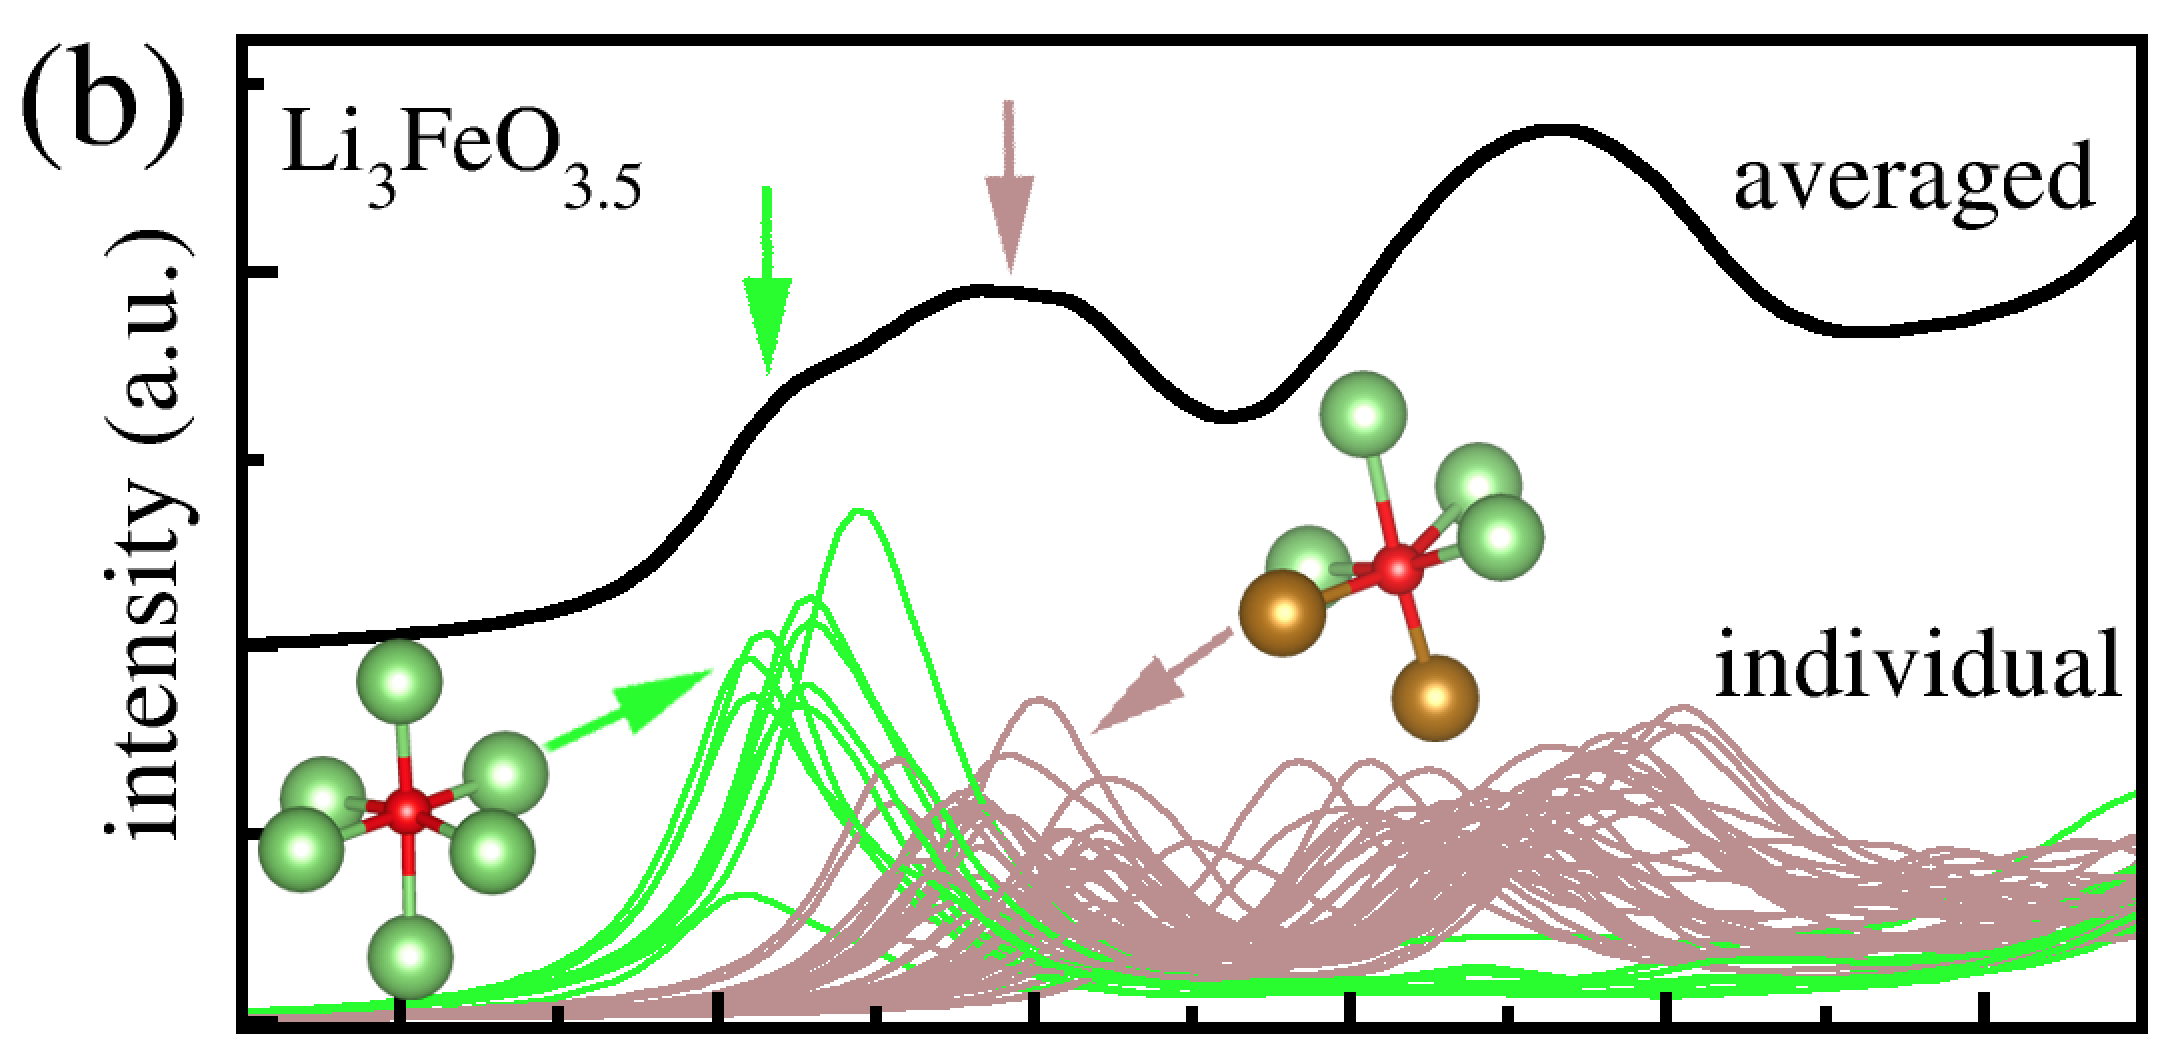 (b)
Li₃FeO₃.₅
averaged
individual
intensity (a.u.)